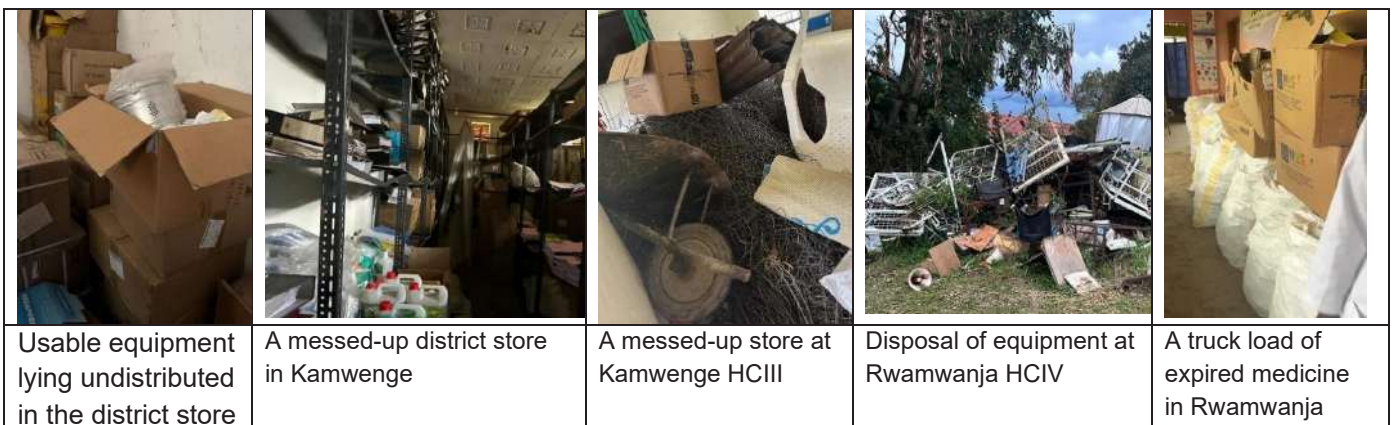 Usable equipment
lying undistributed
in the district store
A messed-up district store
in Kamwenge
A messed-up store at
Kamwenge HCIII
Disposal of equipment at
Rwamwanja HCIV
A truck load of
expired medicine
in Rwamwanja